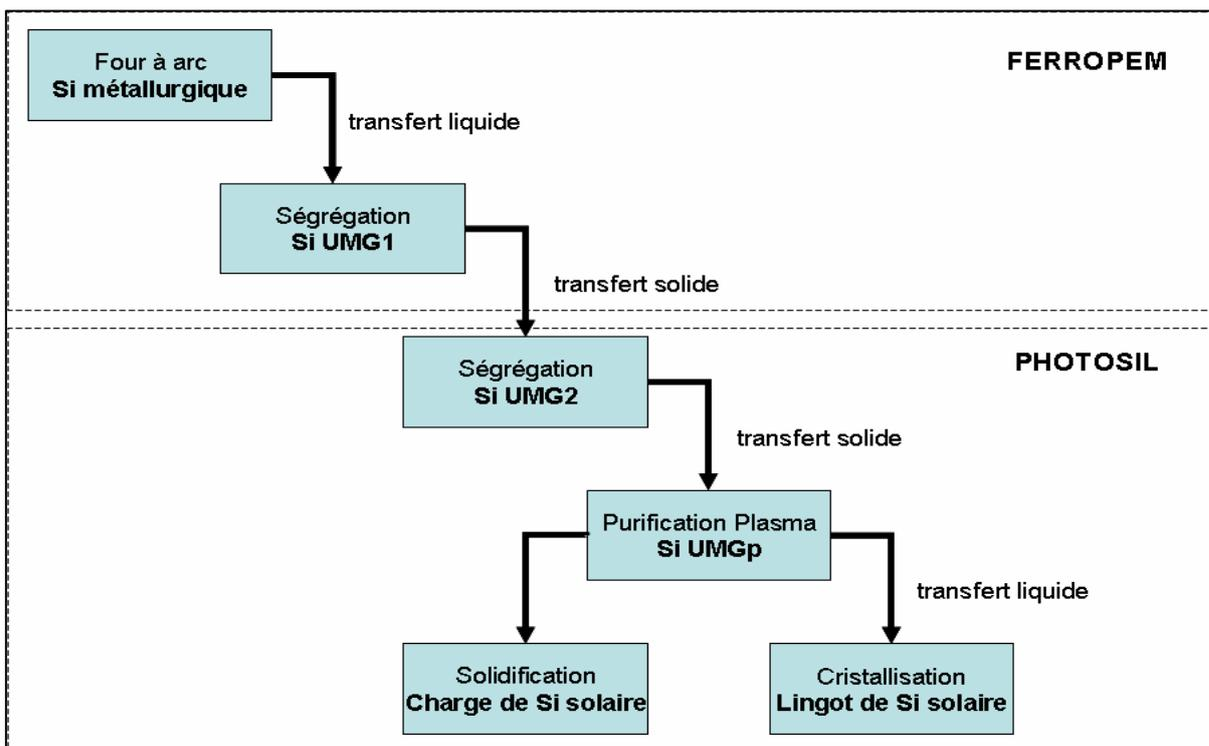 FERROPEM
Four à arc
Si métallurgique
transfert liquide
Ségrégation
Si UMG1
transfert solide
PHOTOSIL
Ségrégation
Si UMG2
transfert solide
Purification Plasma
Si UMGp
transfert liquide
Solidification
Charge de Si solaire
Cristallisation
Lingot de Si solaire